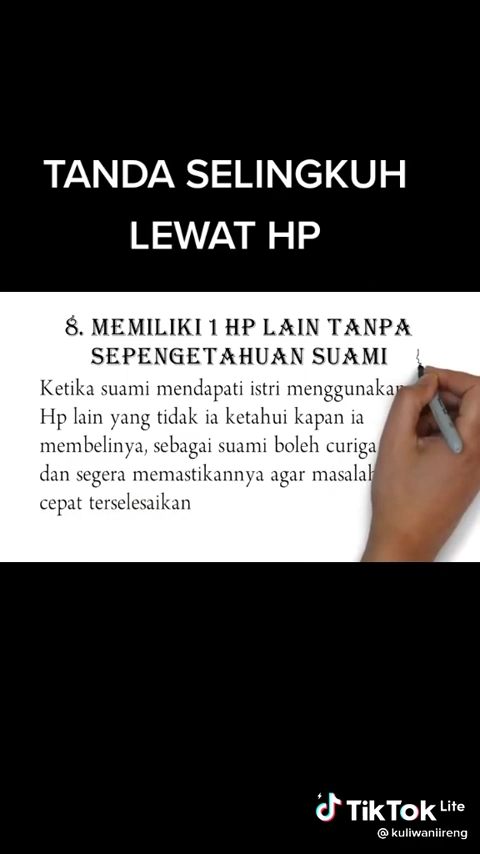 TANDA SELINGKUH
LEWAT HP
8. MEMILIKI 1 HP LAIN TANPA
SEPENGETAHUAN SUAMI
Ketika suami mendapati istri menggunakan
Hp lain yang tidak ia ketahui kapan ia
membelinya, sebagai suami boleh curiga
dan segera memastikannya agar masalah
cepat terselesaikan
TikTok Lite
@ kuliwaniireng